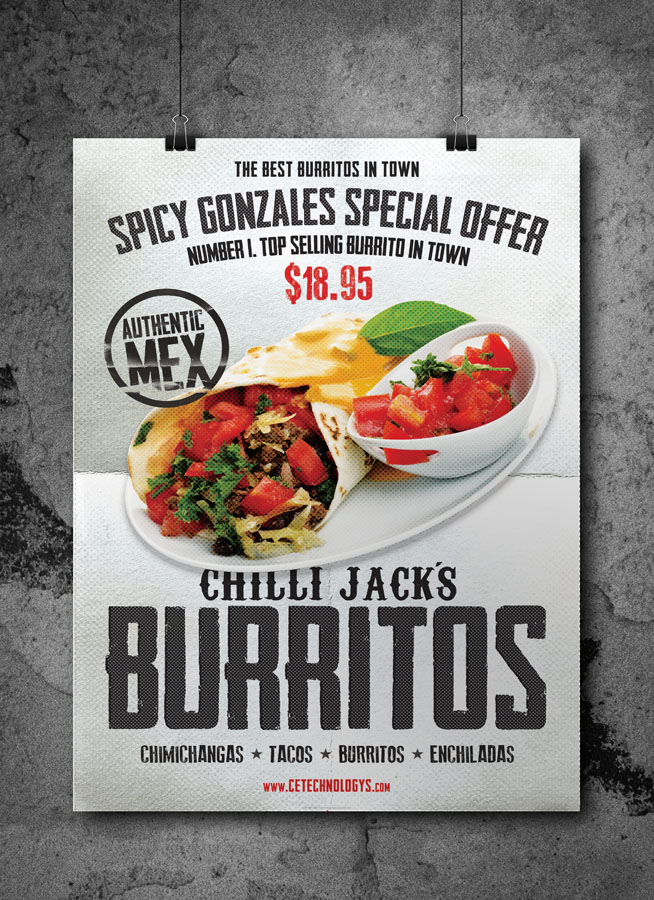 THE BEST BURRITOS IN TOWN
SPICY GONZALES SPECIAL OFFER
NUMBER 1. TOP SELLING BURRITO IN TOWN
$18.95
AUTHENTIC
MEX
CHILLI JACK'S
BURRITOS
CHIMICHANGAS ★ TACOS ★ BURRITOS ★ ENCHILADAS
WWW.CETECHNOLOGYS.COM